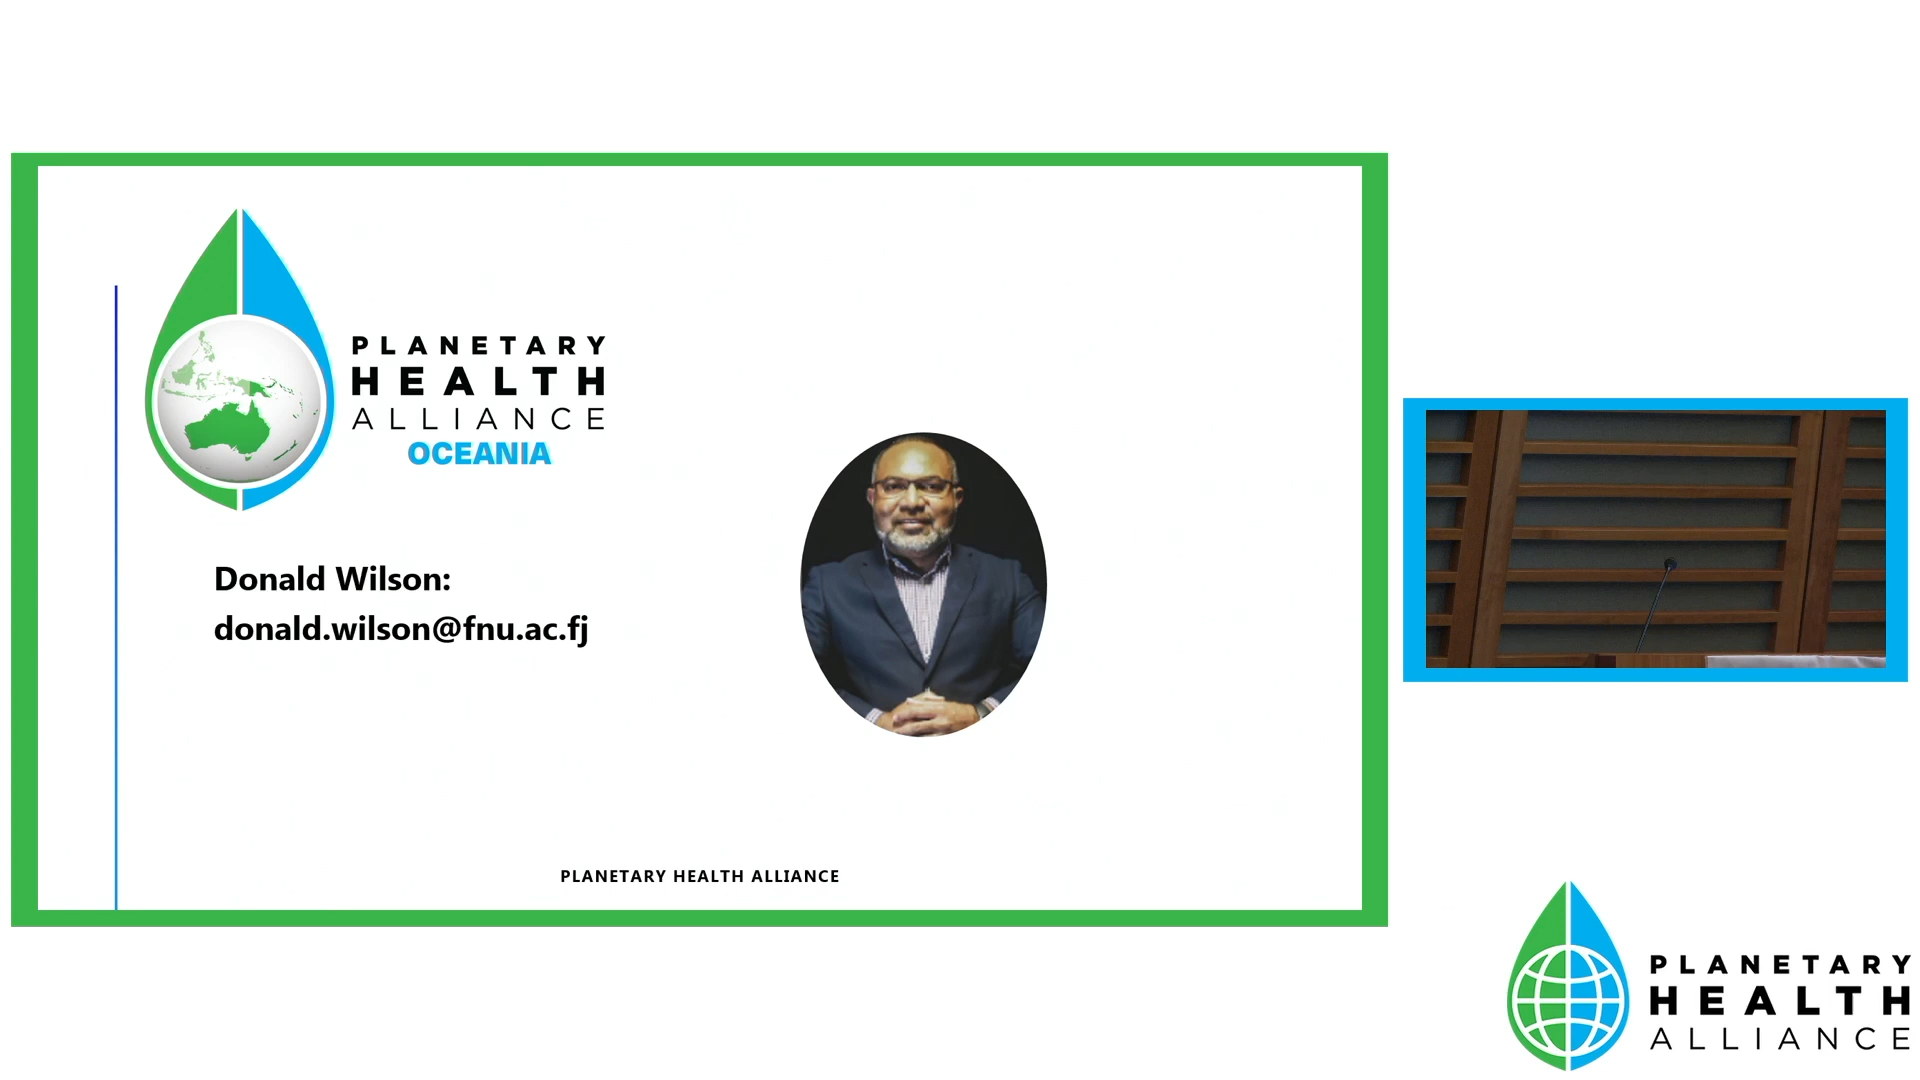 PLANETARY
HEALTH
ALLIANCE
OCEANIA
Donald Wilson:
donald.wilson@fnu.ac.fj
PLANETARY HEALTH ALLIANCE
PLANETARY
HEALTH
ALLIANCE